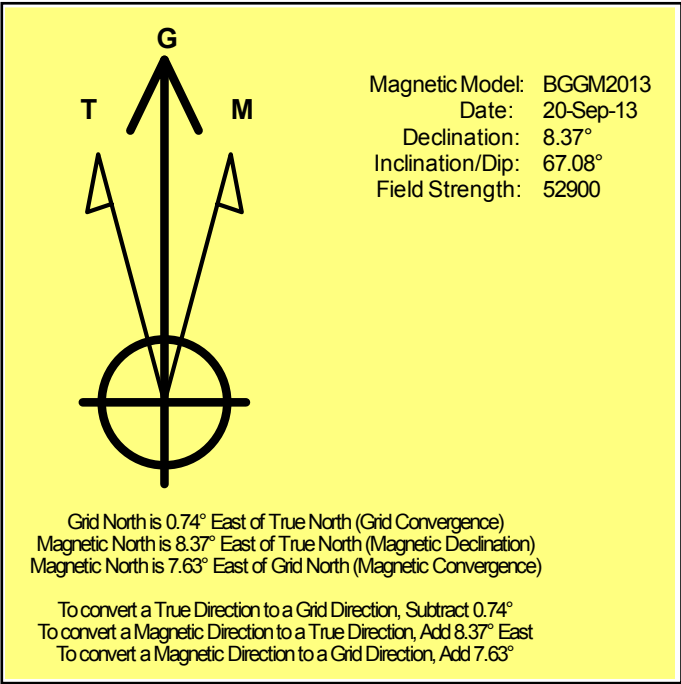 G
T M
Magnetic Model: BGGM2013
Date: 20-Sep-13
Declination: 8.37°
Inclination/Dip: 67.08°
Field Strength: 52900
Grid North is 0.74° East of True North (Grid Convergence)
Magnetic North is 8.37° East of True North (Magnetic Declination)
Magnetic North is 7.63° East of Grid North (Magnetic Convergence)
To convert a True Direction to a Grid Direction, Subtract 0.74°
To convert a Magnetic Direction to a True Direction, Add 8.37° East
To convert a Magnetic Direction to a Grid Direction, Add 7.63°